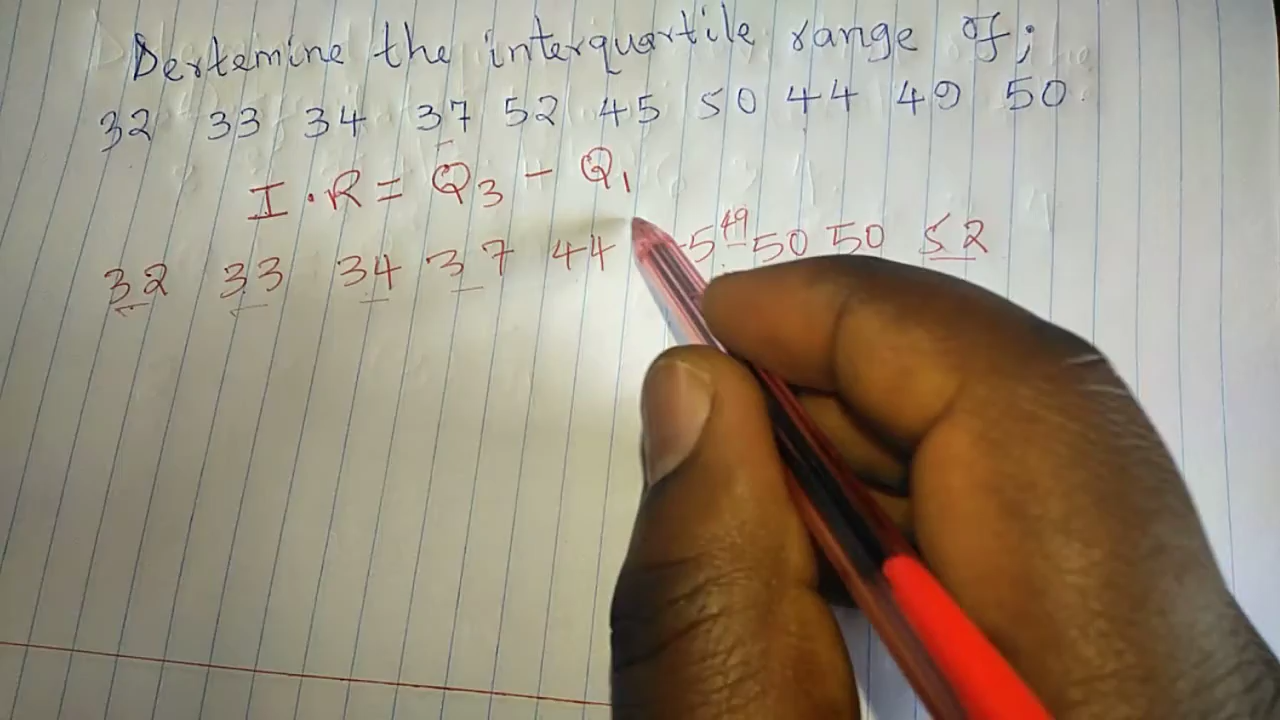 Dertemine the interquartile range of;
32 33 34 37 52 45 50 44 49 50
I.R = Q3 - Q1
32 33 34 37 44 5 49 50 50 52